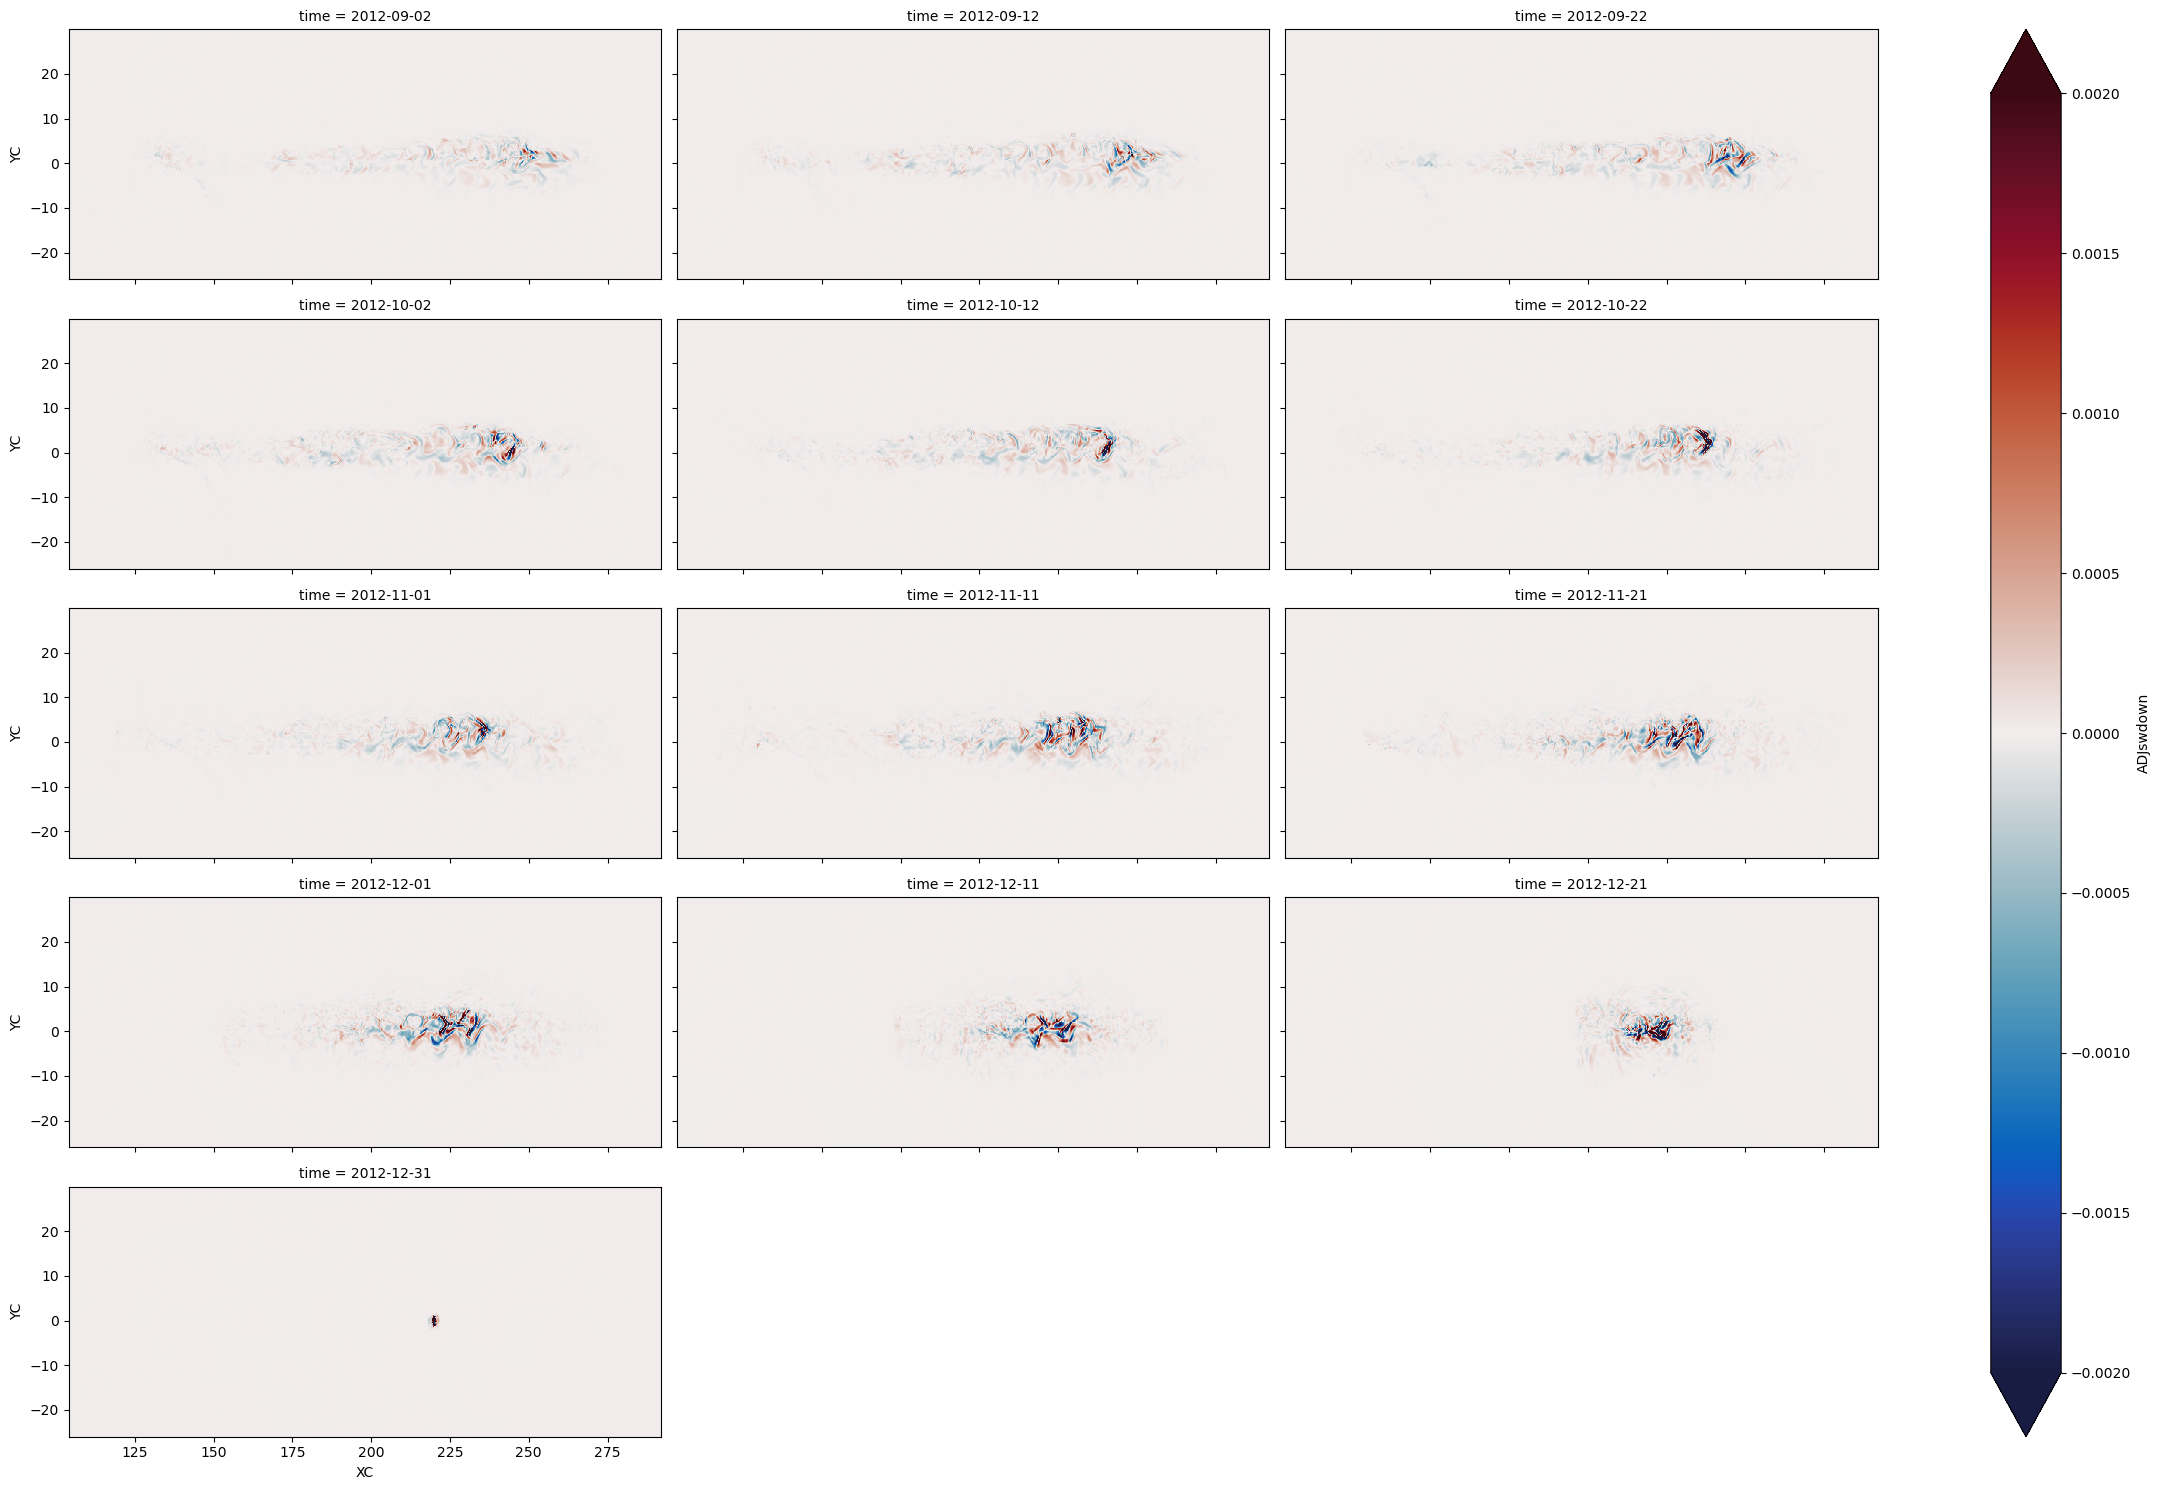 time = 2012-09-02
time = 2012-09-12
time = 2012-09-22
YC
20
10
0
−10
−20
time = 2012-10-02
time = 2012-10-12
time = 2012-10-22
YC
20
10
0
−10
−20
time = 2012-11-01
time = 2012-11-11
time = 2012-11-21
YC
20
10
0
−10
−20
time = 2012-12-01
time = 2012-12-11
time = 2012-12-21
YC
20
10
0
−10
−20
time = 2012-12-31
YC
20
10
0
−10
−20
125 150 175 200 225 250 275
XC
0.0020
0.0015
0.0010
0.0005
0.0000
−0.0005
−0.0010
−0.0015
−0.0020
ADJswdown